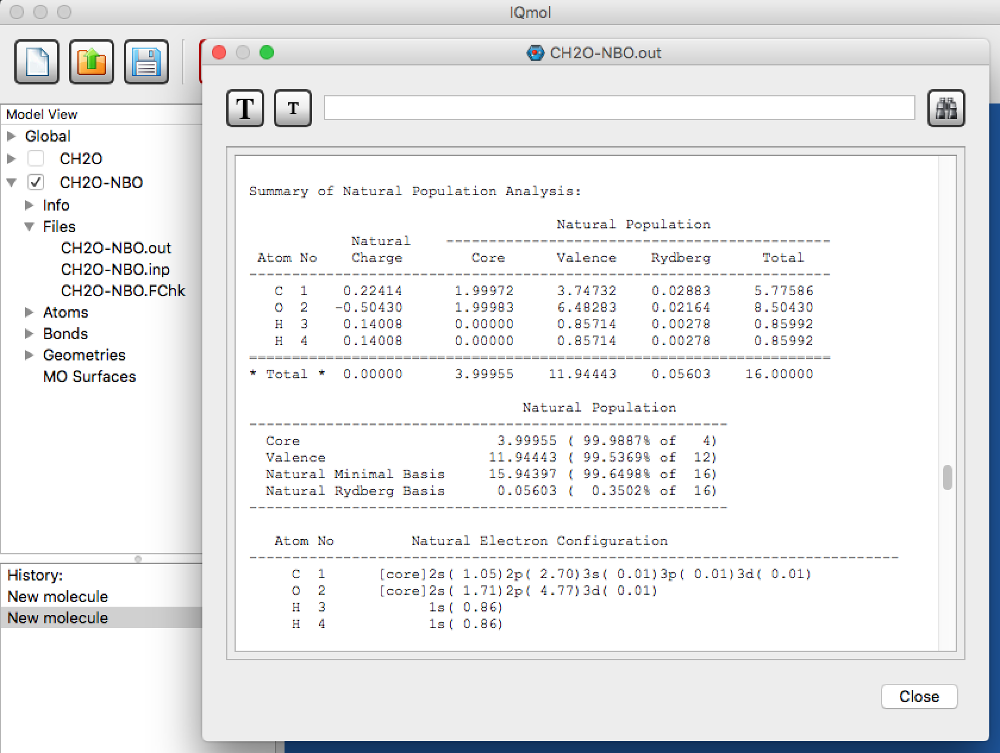 IQmol
CH2O-NBO.out
T T
Model View
Global
CH2O
CH2O-NBO
Info
Files
CH2O-NBO.out
CH2O-NBO.inp
CH2O-NBO.FChk
Atoms
Bonds
Geometries
MO Surfaces
History:
New molecule
New molecule
Summary of Natural Population Analysis:
Natural Population
Natural ---------------------------------------------
Atom No Charge Core Valence Rydberg Total
--------------------------------------------------------------------
C 1 0.22414 1.99972 3.74732 0.02883 5.77586
O 2 -0.50430 1.99983 6.48283 0.02164 8.50430
H 3 0.14008 0.00000 0.85714 0.00278 0.85992
H 4 0.14008 0.00000 0.85714 0.00278 0.85992
====================================================================
* Total * 0.00000 3.99955 11.94443 0.05603 16.00000
Natural Population
--------------------------------------------------------
Core 3.99955 ( 99.9887% of 4)
Valence 11.94443 ( 99.5369% of 12)
Natural Minimal Basis 15.94397 ( 99.6498% of 16)
Natural Rydberg Basis 0.05603 ( 0.3502% of 16)
--------------------------------------------------------
Atom No Natural Electron Configuration
----------------------------------------------------------------------------
C 1 [core]2s( 1.05)2p( 2.70)3s( 0.01)3p( 0.01)3d( 0.01)
O 2 [core]2s( 1.71)2p( 4.77)3d( 0.01)
H 3 1s( 0.86)
H 4 1s( 0.86)
Close